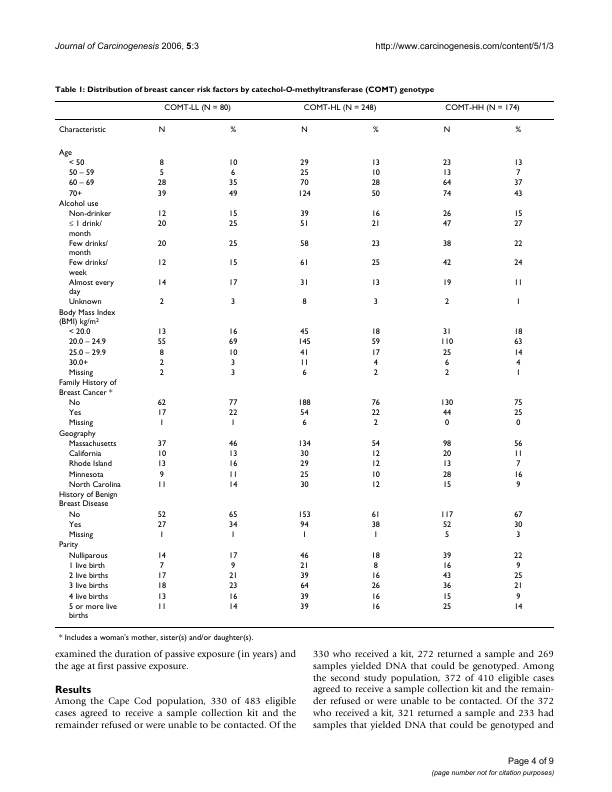 Journal of Carcinogenesis 2006, 5:3 http://www.carcinogenesis.com/content/5/1/3
Table 1: Distribution of breast cancer risk factors by catechol-O-methyltransferase (COMT) genotype
COMT-LL (N = 80) COMT-HL (N = 248) COMT-HH (N = 174)
Characteristic N % N % N %
Age
< 50 8 10 29 13 23 13
50 – 59 5 6 25 10 13 7
60 – 69 28 35 70 28 64 37
70+ 39 49 124 50 74 43
Alcohol use
Non-drinker 12 15 39 16 26 15
≤ 1 drink/ 20 25 51 21 47 27
month
Few drinks/ 20 25 58 23 38 22
month
Few drinks/ 12 15 61 25 42 24
week
Almost every 14 17 31 13 19 11
day
Unknown 2 3 8 3 2 1
Body Mass Index
(BMI) kg/m²
< 20.0 13 16 45 18 31 18
20.0 – 24.9 55 69 145 59 110 63
25.0 – 29.9 8 10 41 17 25 14
30.0+ 2 3 11 4 6 4
Missing 2 3 6 2 2 1
Family History of
Breast Cancer *
No 62 77 188 76 130 75
Yes 17 22 54 22 44 25
Missing 1 1 6 2 0 0
Geography
Massachusetts 37 46 134 54 98 56
California 10 13 30 12 20 11
Rhode Island 13 16 29 12 13 7
Minnesota 9 11 25 10 28 16
North Carolina 11 14 30 12 15 9
History of Benign
Breast Disease
No 52 65 153 61 117 67
Yes 27 34 94 38 52 30
Missing 1 1 1 1 5 3
Parity
Nulliparous 14 17 46 18 39 22
1 live birth 7 9 21 8 16 9
2 live births 17 21 39 16 43 25
3 live births 18 23 64 26 36 21
4 live births 13 16 39 16 15 9
5 or more live 11 14 39 16 25 14
births
* Includes a woman's mother, sister(s) and/or daughter(s).
examined the duration of passive exposure (in years) and
the age at first passive exposure.
Results
Among the Cape Cod population, 330 of 483 eligible
cases agreed to receive a sample collection kit and the
remainder refused or were unable to be contacted. Of the
330 who received a kit, 272 returned a sample and 269
samples yielded DNA that could be genotyped. Among
the second study population, 372 of 410 eligible cases
agreed to receive a sample collection kit and the remain-
der refused or were unable to be contacted. Of the 372
who received a kit, 321 returned a sample and 233 had
samples that yielded DNA that could be genotyped and
Page 4 of 9
(page number not for citation purposes)